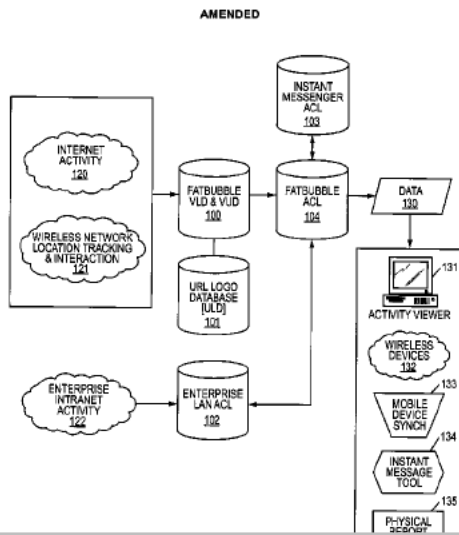 AMENDED
INSTANT
MESSENGER
ACL
103
INTERNET
ACTIVITY
120
WIRELESS NETWORK
LOCATION TRACKING
& INTERACTION
121
FATBUBBLE
VLD & VUD
100
FATBUBBLE
ACL
104
DATA
130
URL LOGO
DATABASE
[ULD]
101
131
ACTIVITY VIEWER
WIRELESS
DEVICES
132
ENTERPRISE
INTRANET
ACTIVITY
122
ENTERPRISE
LAN ACL
102
133
MOBILE
DEVICE
SYNCH
134
INSTANT
MESSAGE
TOOL
135
PHYSICAL
REPORT